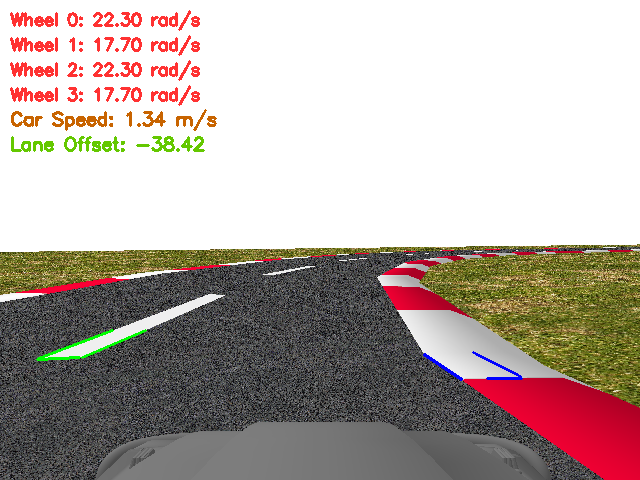 Wheel 0: 22.30 rad/s
Wheel 1: 17.70 rad/s
Wheel 2: 22.30 rad/s
Wheel 3: 17.70 rad/s
Car Speed: 1.34 m/s
Lane Offset: -38.42